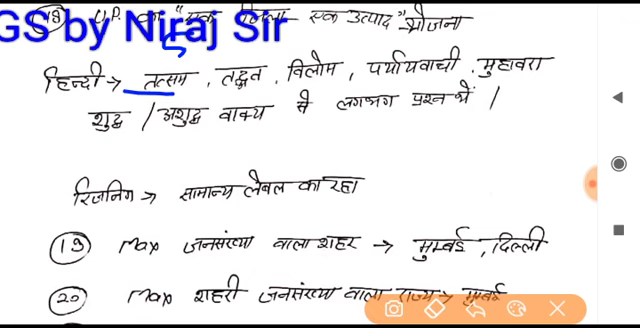 U.P. का "एक जिला - एक उत्पाद" योजना
GS by Niraj Sir
हिन्दी → तत्सम, तद्भव, विलोम, पर्यायवाची, मुहावरा
शुद्ध / अशुद्ध वाक्य से लगभग प्रश्न थे /
रिजनिंग → सामान्य लेबल का रहा
(19) Max जनसंख्या वाला शहर → मुम्बई, दिल्ली
(20) Max शहरी जनसंख्या वाला राज्य → मुम्बई